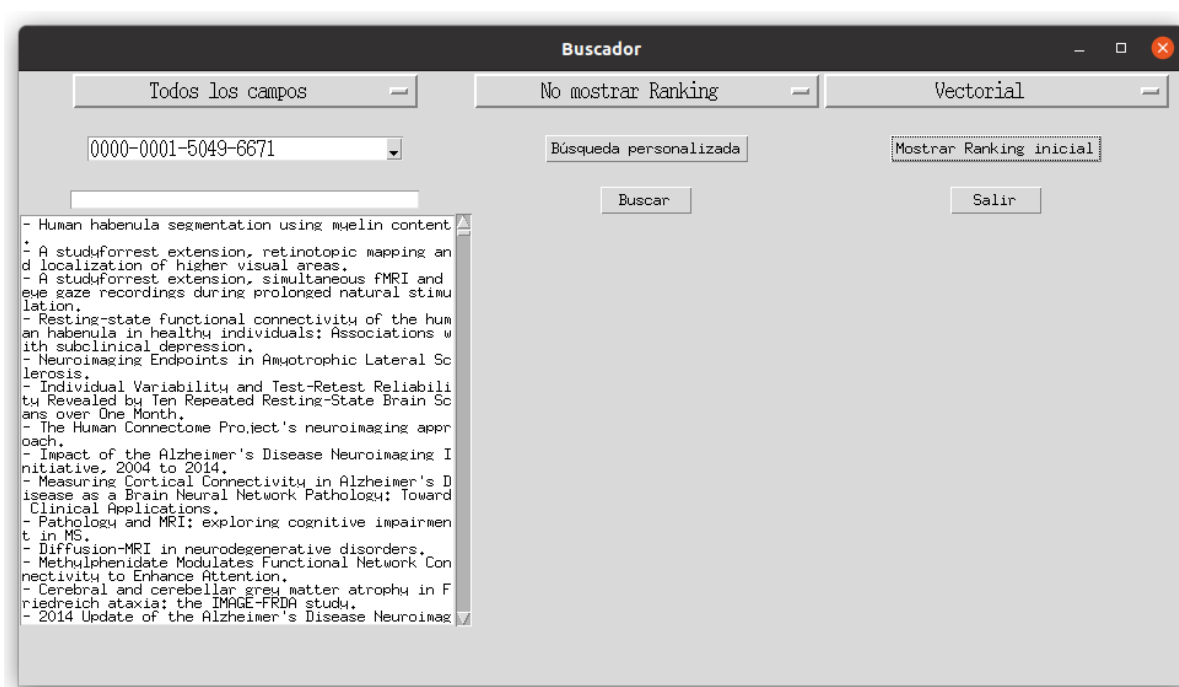 Buscador
Todos los campos
No mostrar Ranking
Vectorial
0000-0001-5049-6671
Búsqueda personalizada
Mostrar Ranking inicial
Buscar
Salir
- Human habenula segmentation using myelin content
.
- A studyforrest extension, retinotopic mapping an
d localization of higher visual areas.
- A studyforrest extension, simultaneous fMRI and
eye gaze recordings during prolonged natural stimu
lation.
- Resting-state functional connectivity of the hum
an habenula in healthy individuals: Associations w
ith subclinical depression.
- Neuroimaging Endpoints in Amyotrophic Lateral Sc
lerosis.
- Individual Variability and Test-Retest Reliabili
ty Revealed by Ten Repeated Resting-State Brain Sc
ans over One Month.
- The Human Connectome Project's neuroimaging appr
oach.
- Impact of the Alzheimer's Disease Neuroimaging I
nitiative, 2004 to 2014.
- Measuring Cortical Connectivity in Alzheimer's D
isease as a Brain Neural Network Pathology: Toward
Clinical Applications.
- Pathology and MRI: exploring cognitive impairmen
t in MS.
- Diffusion-MRI in neurodegenerative disorders.
- Methylphenidate Modulates Functional Network Con
nectivity to Enhance Attention.
- Cerebral and cerebellar grey matter atrophy in F
riedreich ataxia: the IMAGE-FRDA study.
- 2014 Update of the Alzheimer's Disease Neuroimag